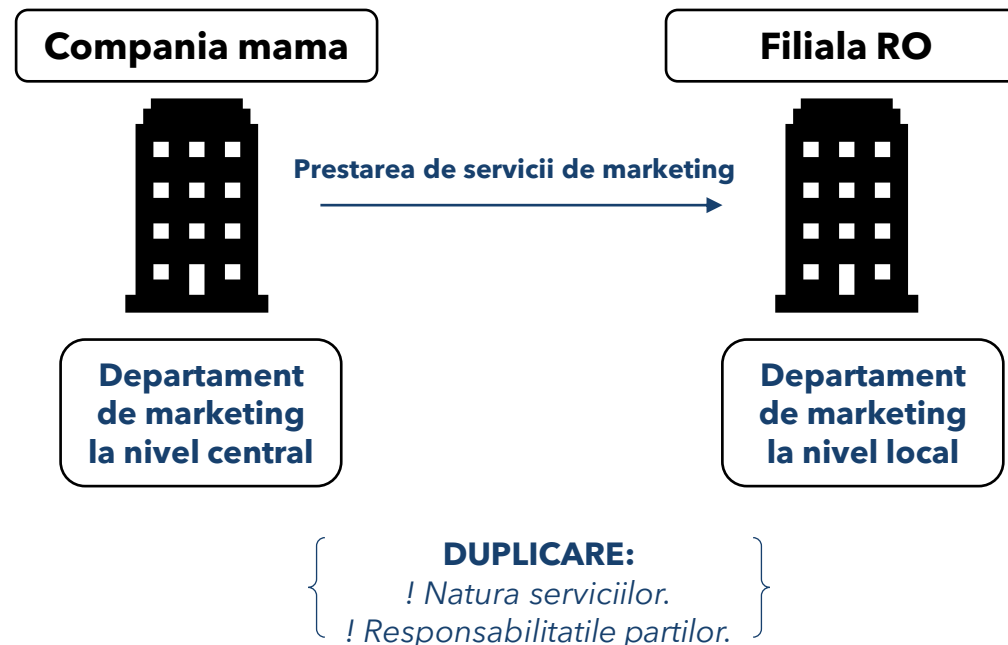 Compania mama
Filiala RO
Prestarea de servicii de marketing
Departament
de marketing
la nivel central
Departament
de marketing
la nivel local
DUPLICARE:
! Natura serviciilor.
! Responsabilitatile partilor.